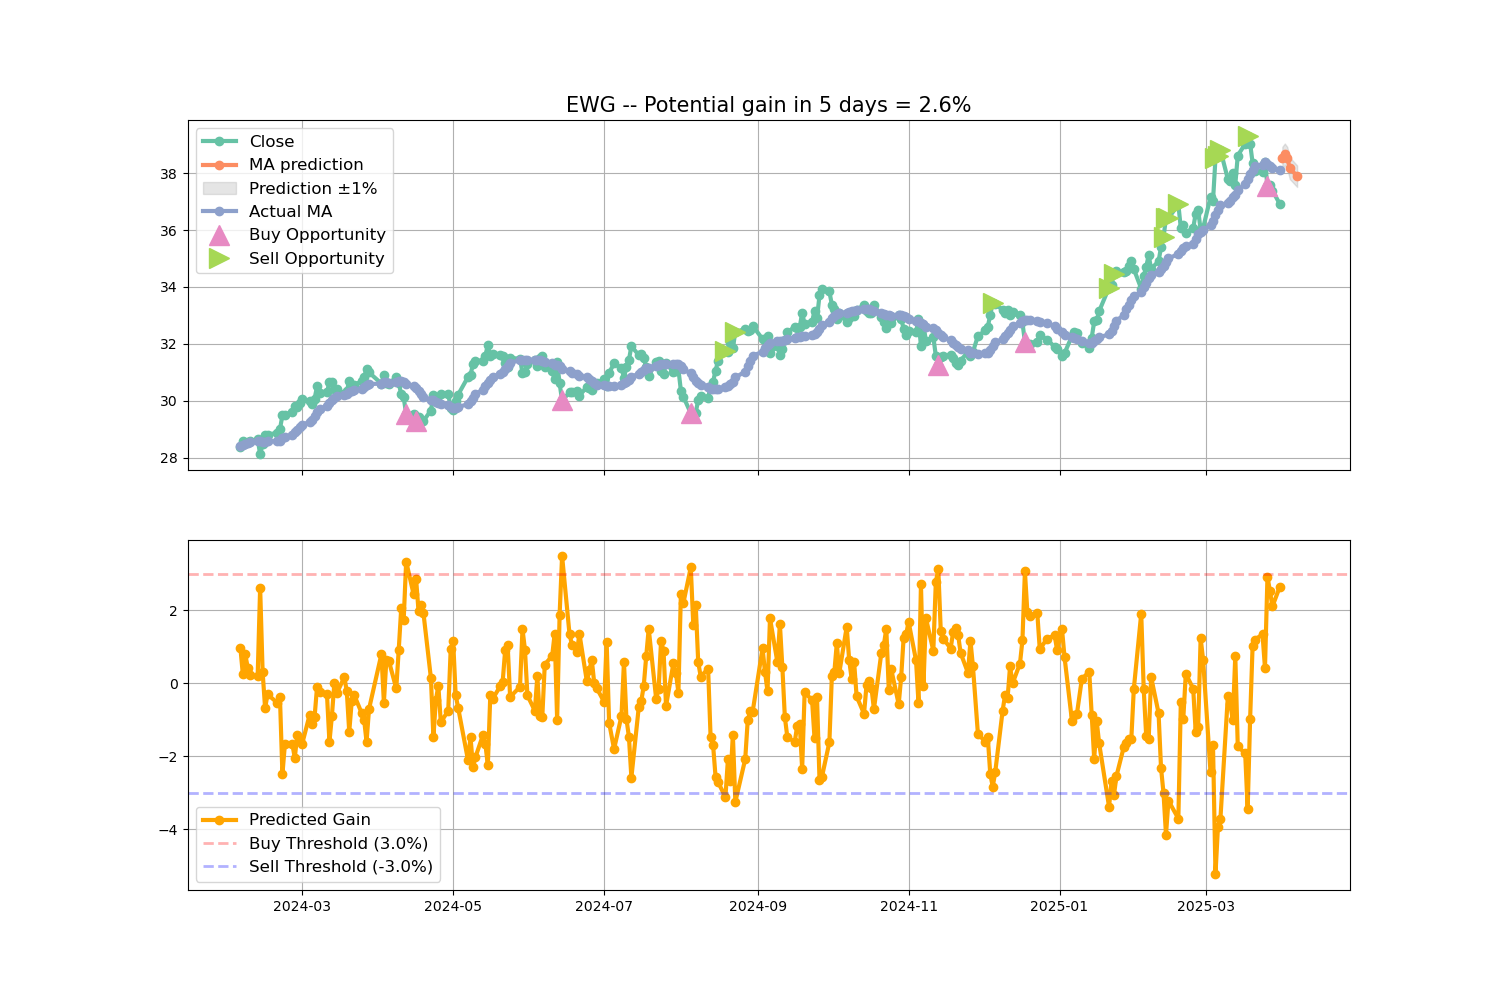 EWG -- Potential gain in 5 days = 2.6%
Close
MA prediction
Prediction ±1%
Actual MA
Buy Opportunity
Sell Opportunity
38
36
34
32
30
28
2
0
−2
−4
Predicted Gain
Buy Threshold (3.0%)
Sell Threshold (-3.0%)
2024-03 2024-05 2024-07 2024-09 2024-11 2025-01 2025-03